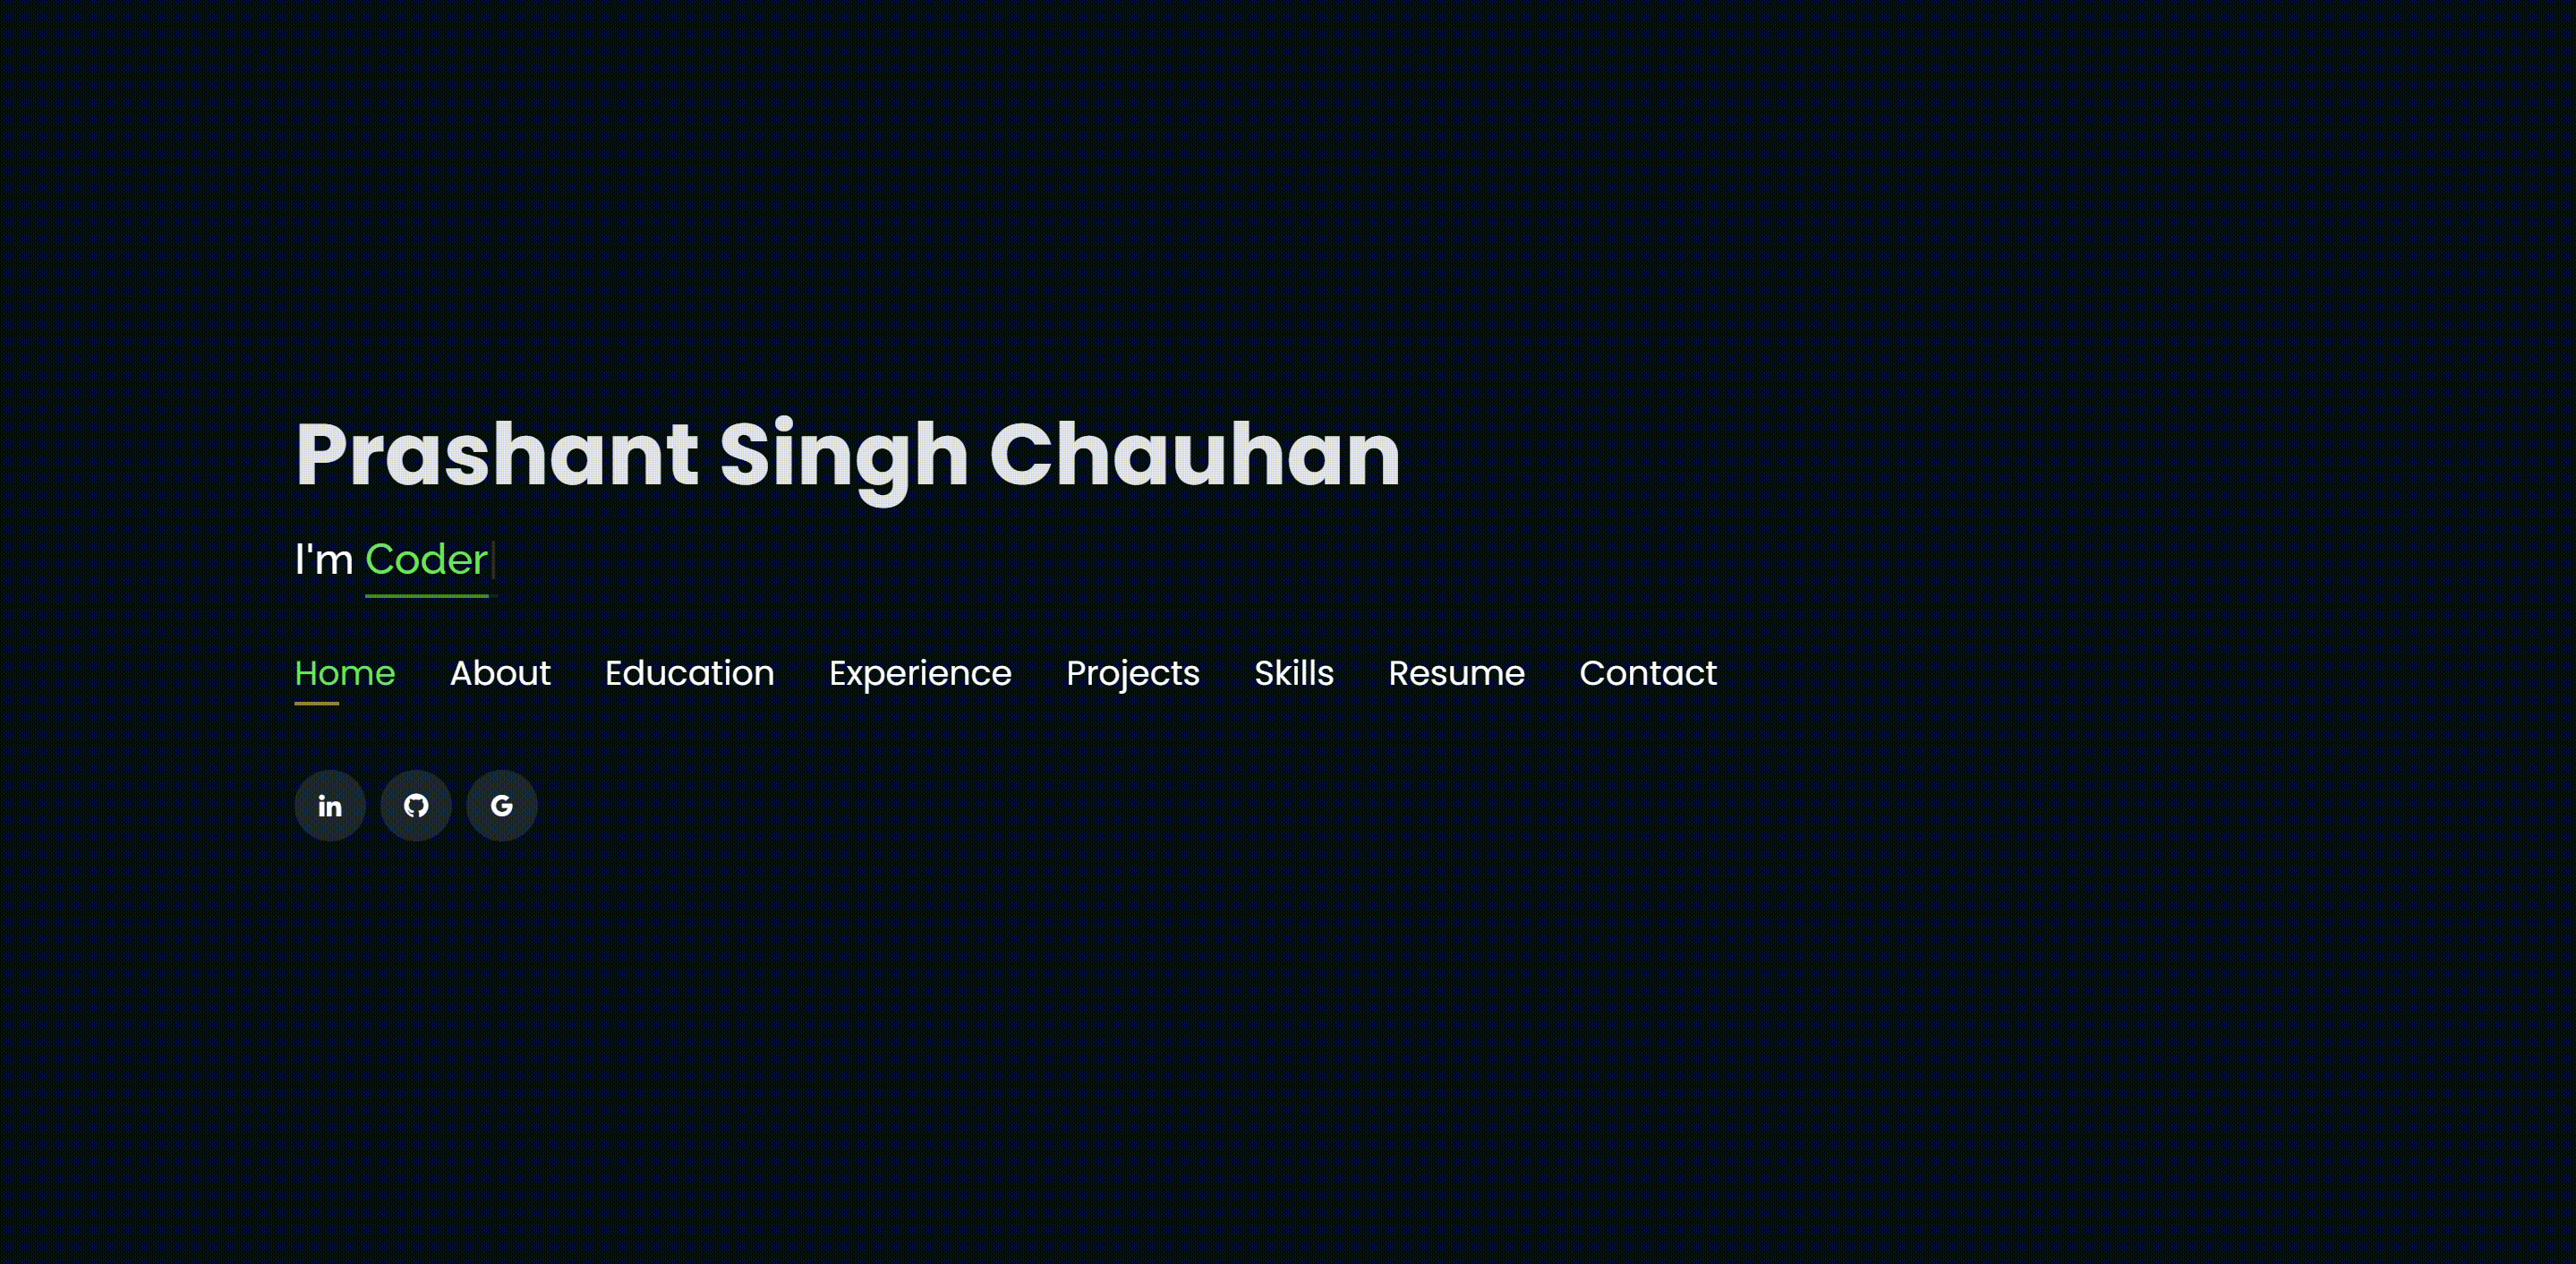 Prashant Singh Chauhan
I'm Coder
Home About Education Experience Projects Skills Resume Contact
in G